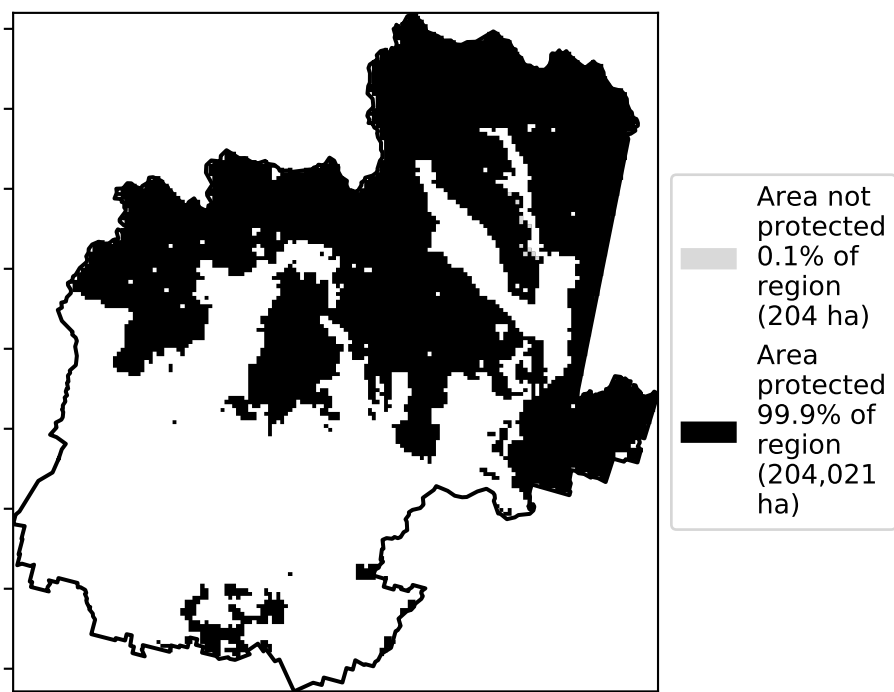 Area not
protected
0.1% of
region
(204 ha)
Area
protected
99.9% of
region
(204,021
ha)